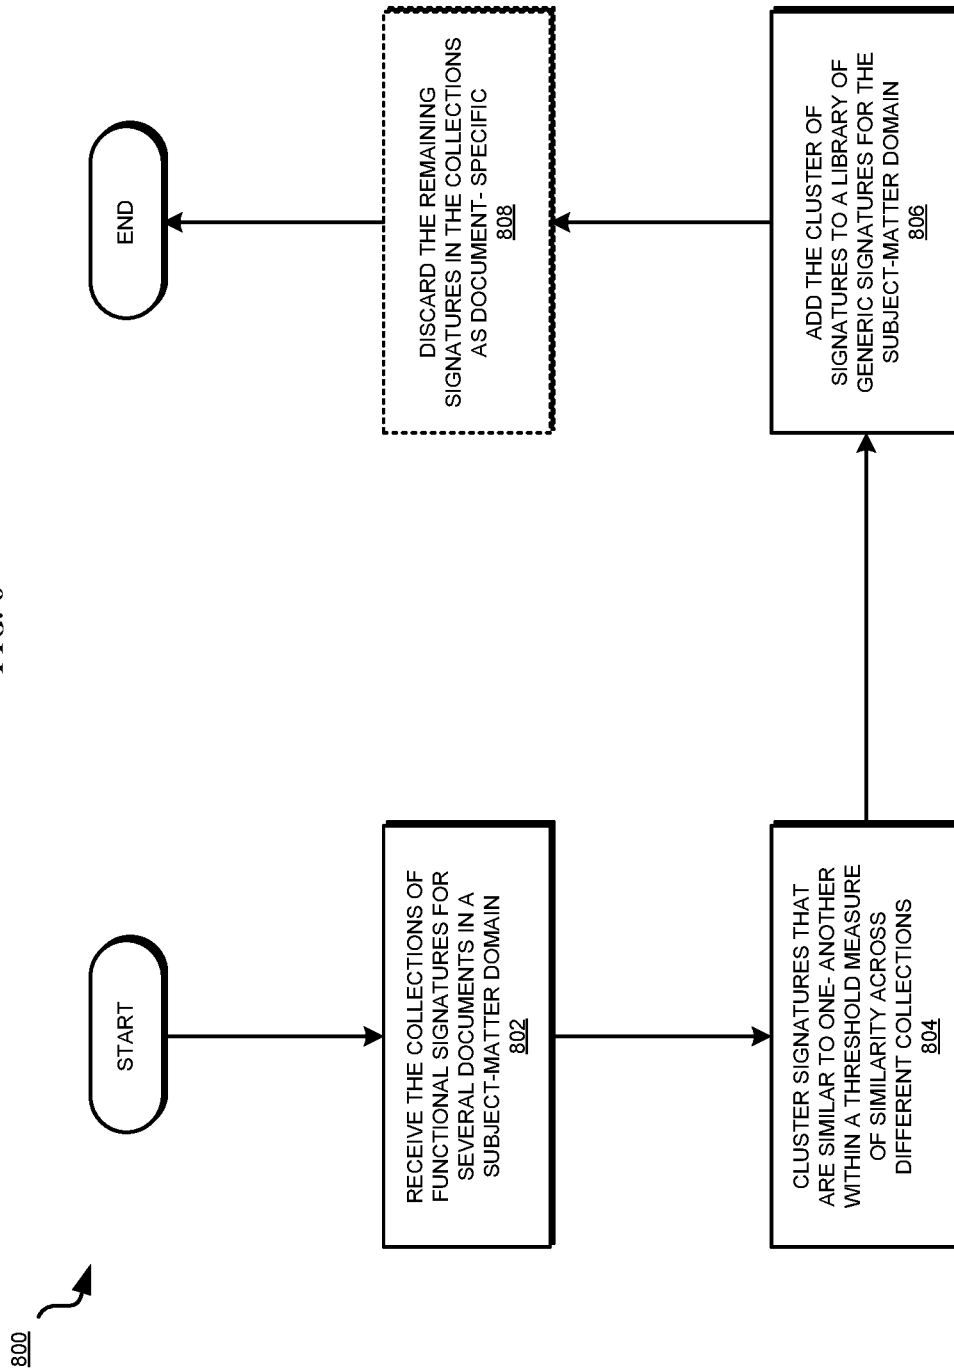 800
START
RECEIVE THE COLLECTIONS OF
FUNCTIONAL SIGNATURES FOR
SEVERAL DOCUMENTS IN A
SUBJECT-MATTER DOMAIN
802
CLUSTER SIGNATURES THAT
ARE SIMILAR TO ONE- ANOTHER
WITHIN A THRESHOLD MEASURE
OF SIMILARITY ACROSS
DIFFERENT COLLECTIONS
804
ADD THE CLUSTER OF
SIGNATURES TO A LIBRARY OF
GENERIC SIGNATURES FOR THE
SUBJECT-MATTER DOMAIN
806
DISCARD THE REMAINING
SIGNATURES IN THE COLLECTIONS
AS DOCUMENT- SPECIFIC
808
END